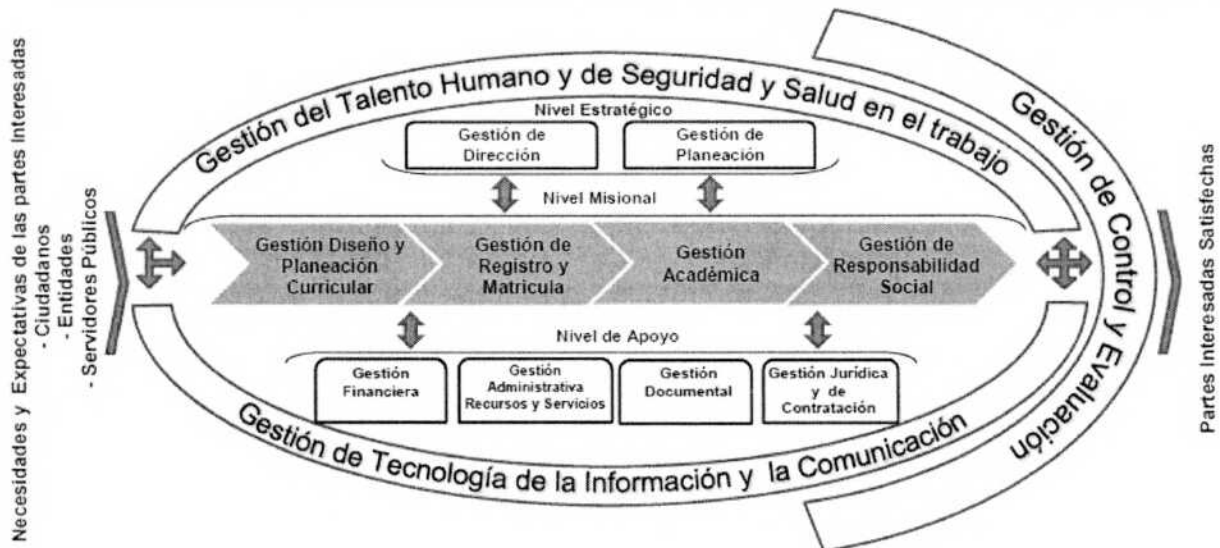 Necesidades y Expectativas de las partes Interesadas
- Ciudadanos
- Entidades
- Servidores Públicos
Gestión del Talento Humano y de Seguridad y Salud en el trabajo
Nivel Estratégico
Gestión de
Dirección
Gestión de
Planeación
Nivel Misional
Gestión Diseño y
Planeación
Curricular
Gestión de
Registro y
Matricula
Gestión
Académica
Gestión de
Responsabilidad
Social
Nivel de Apoyo
Gestión
Financiera
Gestión
Administrativa
Recursos y Servicios
Gestión
Documental
Gestión Jurídica
y de
Contratación
Gestión de Tecnología de la Información y la Comunicación
Gestión de Control y Evaluación
Partes Interesadas Satisfechas